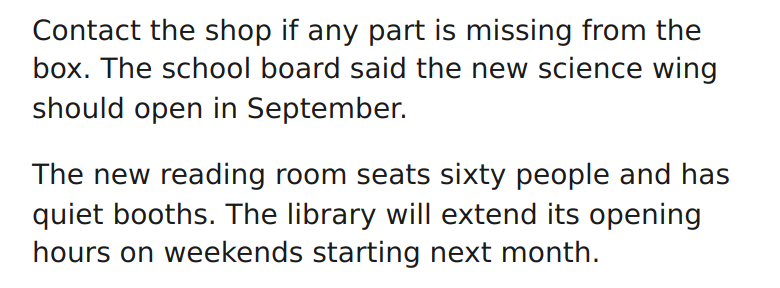 Contact the shop if any part is missing from the
box. The school board said the new science wing
should open in September.
The new reading room seats sixty people and has
quiet booths. The library will extend its opening
hours on weekends starting next month.